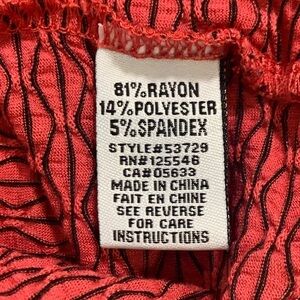 81%RAYON
14%POLYESTER
5%SPANDEX
STYLE#53729
RN#125546
CA#05633
MADE IN CHINA
FAIT EN CHINE
SEE REVERSE
FOR CARE
INSTRUCTIONS